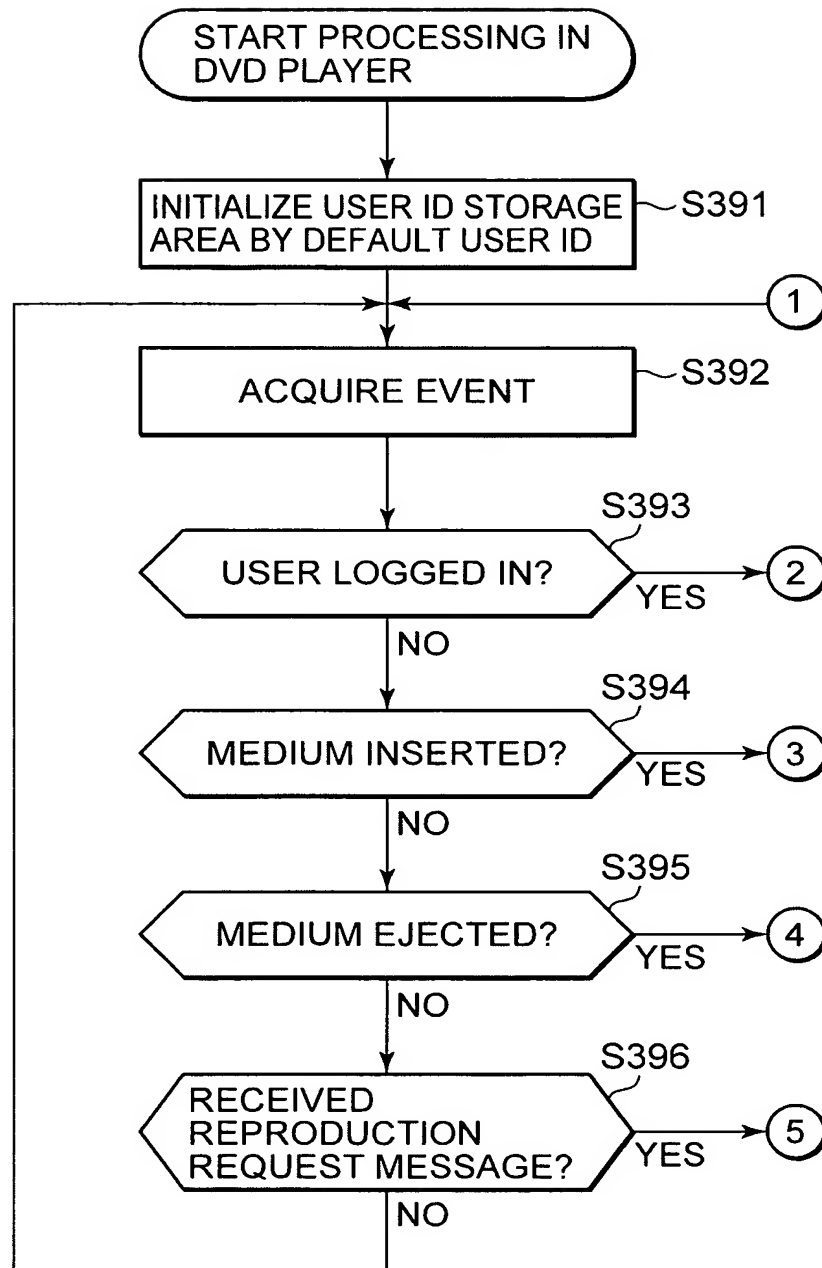 START PROCESSING IN
DVD PLAYER
INITIALIZE USER ID STORAGE
AREA BY DEFAULT USER ID
S391
1
ACQUIRE EVENT
S392
S393
USER LOGGED IN?
YES
2
NO
S394
MEDIUM INSERTED?
YES
3
NO
S395
MEDIUM EJECTED?
YES
4
NO
S396
RECEIVED
REPRODUCTION
REQUEST MESSAGE?
YES
5
NO